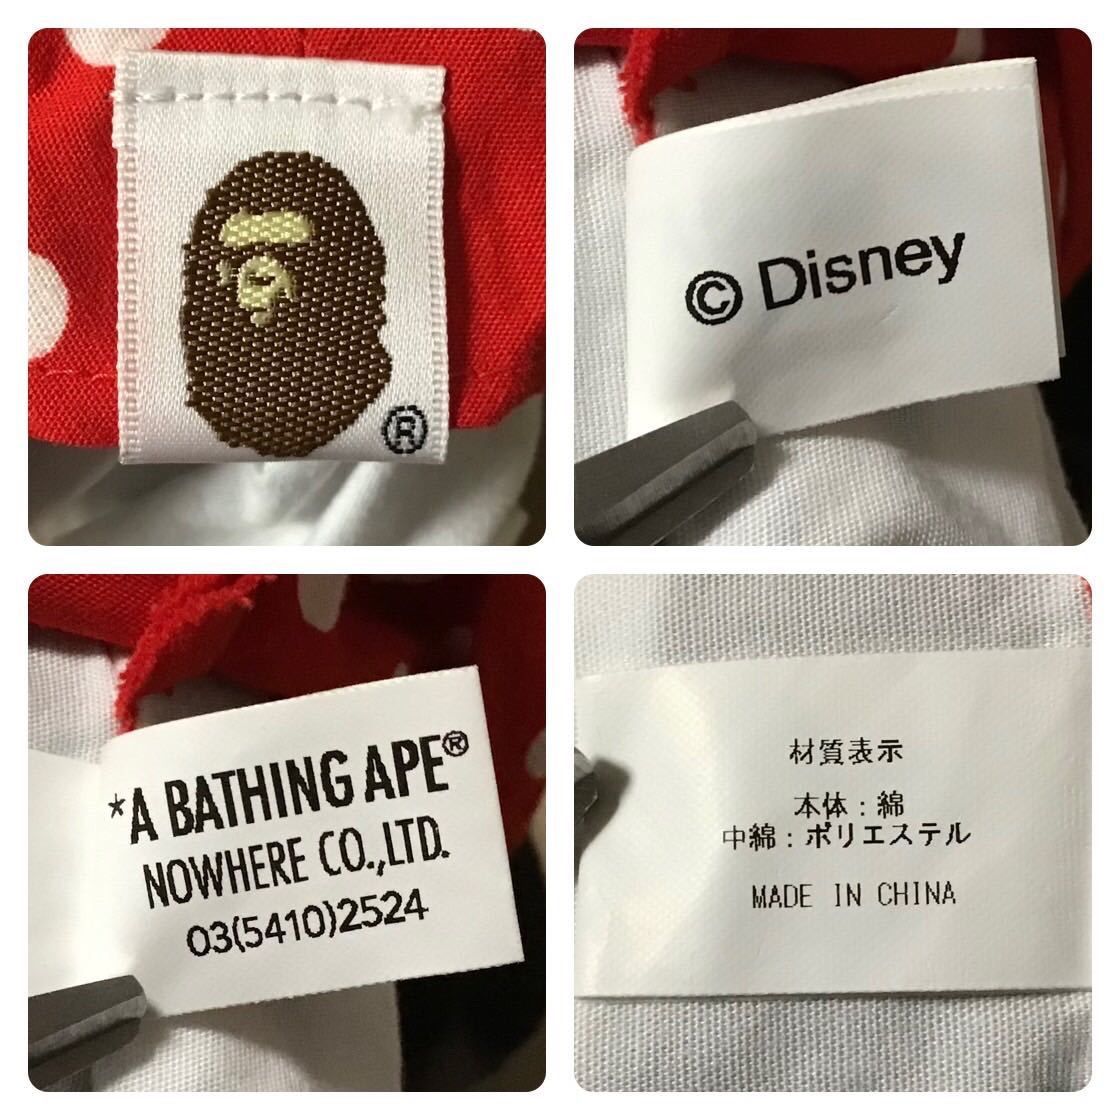 ®
© Disney
*A BATHING APE®
NOWHERE CO.,LTD.
03(5410)2524
材質表示
本体：綿
中綿：ポリエステル
MADE IN CHINA